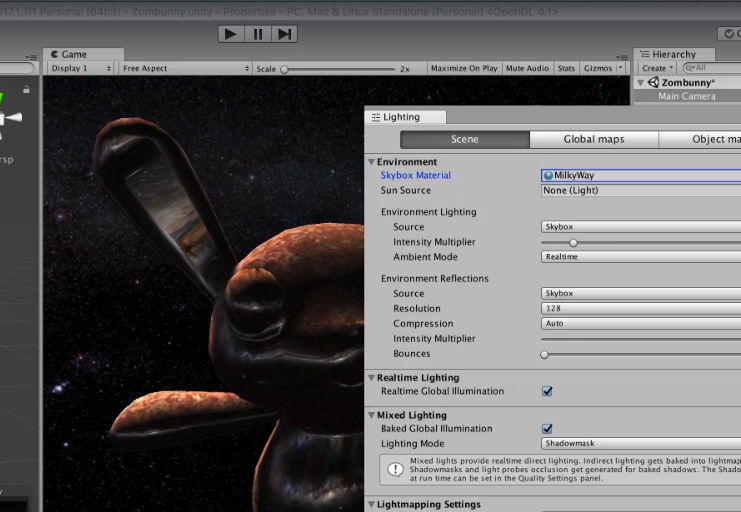 017.1.1f1 Personal (64bit) - Zombunny.unity - Properties - PC, Mac & Linux Standalone (Personal) <OpenGL 4.1>
Game
Hierarchy
Display 1 Free Aspect Scale 2x Maximize On Play Mute Audio Stats Gizmos
Create All
Zombunny*
Main Camera
Lighting
Scene Global maps Object ma
rsp
Environment
Skybox Material MilkyWay
Sun Source None (Light)
Environment Lighting
Source Skybox
Intensity Multiplier
Ambient Mode Realtime
Environment Reflections
Source Skybox
Resolution 128
Compression Auto
Intensity Multiplier
Bounces
Realtime Lighting
Realtime Global Illumination
Mixed Lighting
Baked Global Illumination
Lighting Mode Shadowmask
Mixed lights provide realtime direct lighting. Indirect lighting gets baked into lightmap
Shadowmasks and light probes occlusion get generated for baked shadows. The Shado
at run time can be set in the Quality Settings panel.
Lightmapping Settings